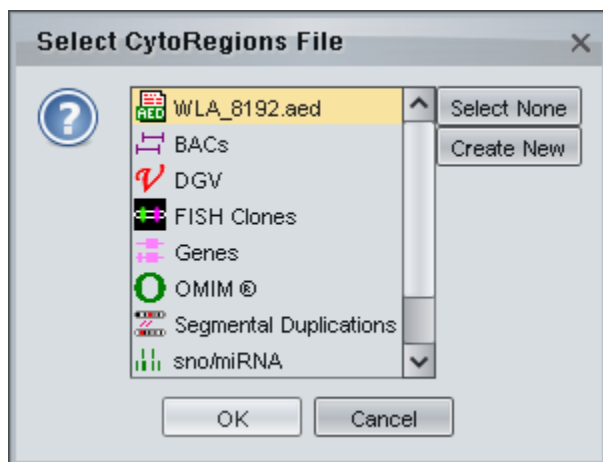 Select CytoRegions File
AED WLA_8192.aed
Select None
BACs
Create New
DGV
FISH Clones
Genes
OMIM ®
Segmental Duplications
sno/miRNA
OK
Cancel